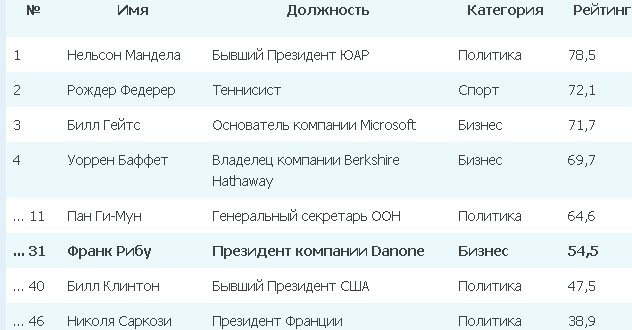 № Имя Должность Категория Рейтинг
1 Нельсон Мандела Бывший Президент ЮАР Политика 78,5
2 Рождер Федерер Теннисист Спорт 72,1
3 Билл Гейтс Основатель компании Microsoft Бизнес 71,7
4 Уоррен Баффет Владелец компании Berkshire Бизнес 69,7
Hathaway
... 11 Пан Ги-Мун Генеральный секретарь ООН Политика 64,6
... 31 Франк Рибу Президент компании Danone Бизнес 54,5
... 40 Билл Клинтон Бывший Президент США Политика 47,5
... 46 Николя Саркози Президент Франции Политика 38,9